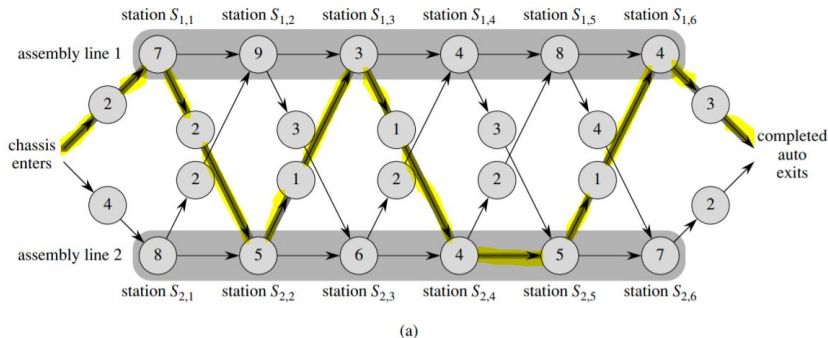 station S1,1 station S1,2 station S1,3 station S1,4 station S1,5 station S1,6
assembly line 1 7 9 3 4 8 4
2 3
2 3 1 3 4
chassis
enters
completed
auto
exits
2 1 2 2 1
4 2
assembly line 2 8 5 6 4 5 7
station S2,1 station S2,2 station S2,3 station S2,4 station S2,5 station S2,6
(a)